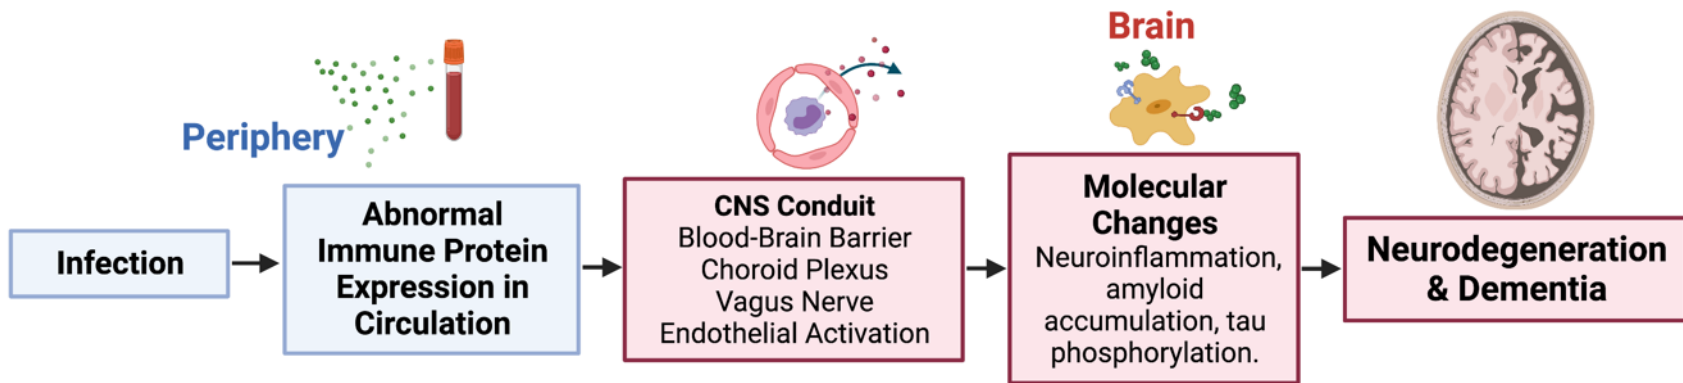 Periphery
Brain
Infection
Abnormal
Immune Protein
Expression in
Circulation
CNS Conduit
Blood-Brain Barrier
Choroid Plexus
Vagus Nerve
Endothelial Activation
Molecular
Changes
Neuroinflammation,
amyloid
accumulation, tau
phosphorylation.
Neurodegeneration
& Dementia